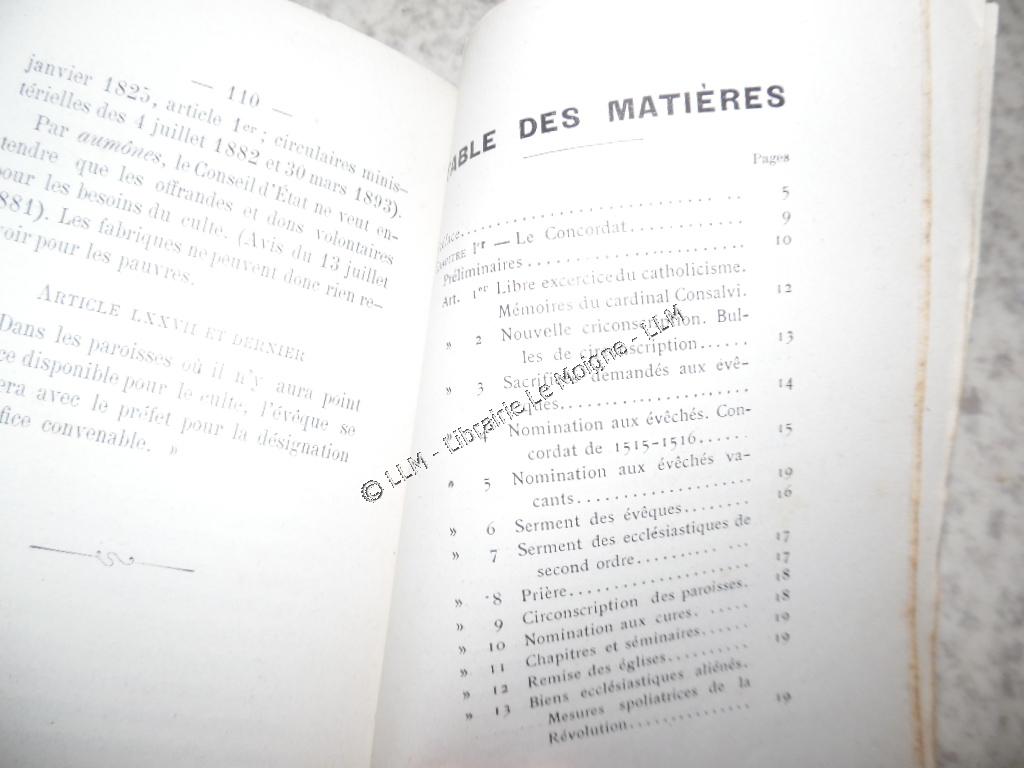 — 110 —
janvier 1825, article 1er; circulaires minis-
térielles des 4 juillet 1882 et 30 mars 1893).
Par aumônes, le Conseil d'État ne veut en-
tendre que les offrandes et dons volontaires
pour les besoins du culte. (Avis du 13 juillet
881). Les fabriques ne peuvent donc rien re-
oir pour les pauvres.
ARTICLE LXXVII ET DERNIER
Dans les paroisses où il n'y aura point
ce disponible pour le culte, l'évêque se
era avec le préfet pour la désignation
fice convenable. »
TABLE DES MATIÈRES
Pages
5
1er — Le Concordat 9
Préliminaires 10
Art. 1er Libre excercice du catholicisme.
Mémoires du cardinal Consalvi. 12
» 2 Nouvelle criconscription. Bul-
les de circonscription 13
» 3 Sacrifices demandés aux évê-
ques 14
Nomination aux évêchés. Con-
cordat de 1515-1516 15
» 5 Nomination aux évêchés va-
cants 19
» 6 Serment des évêques 16
» 7 Serment des ecclésiastiques de
second ordre 17
» 8 Prière 17
» 9 Circonscription des paroisses. 18
» 10 Nomination aux cures. 18
» 11 Chapitres et séminaires 19
» 12 Remise des églises 19
» 13 Biens ecclésiastiques aliénés.
Mesures spoliatrices de la
Révolution 19
© LLM - Librairie Le Moigne - LLM